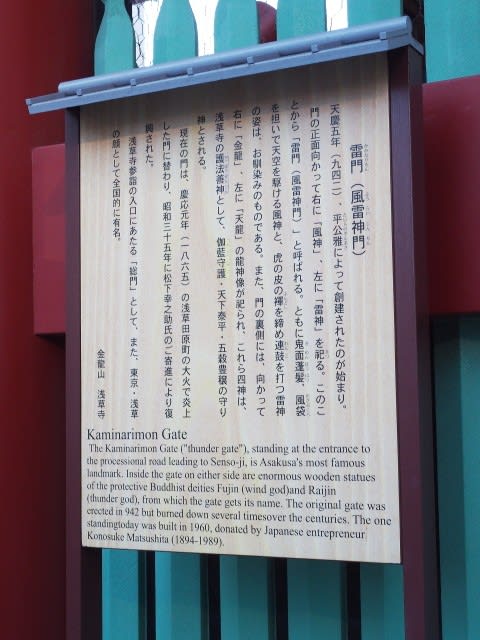 雷門（風雷神門）
天慶五年（九四二）、平公雅によって創建されたのが始まり。
門の正面向かって右に「風神」、左に「雷神」を祀る。このこ
とから「雷門（風雷神門）」と呼ばれる。ともに鬼面蓬髪、風袋
を担いで天空を駆ける風神と、虎の皮の褌を締め連鼓を打つ雷神
の姿は、お馴染みのものである。また、門の裏側には、向かって
右に「金龍」、左に「天龍」の龍神像が祀られ、これら四神は、
浅草寺の護法善神として、伽藍守護・天下泰平・五穀豊穣の守り
神とされる。
現在の門は、慶応元年（一八六五）の浅草田原町の大火で炎上
した門に替わり、昭和三十五年に松下幸之助氏のご寄進により復
興された。
浅草寺参詣の入口にあたる「総門」として、また、東京・浅草
の顔として全国的に有名。
金龍山　浅草寺
Kaminarimon Gate
The Kaminarimon Gate ("thunder gate"), standing at the entrance to
the processional road leading to Senso-ji, is Asakusa's most famous
landmark. Inside the gate on either side are enormous wooden statues
of the protective Buddhist deities Fujin (wind god)and Raijin
(thunder god), from which the gate gets its name. The original gate was
erected in 942 but burned down several timesover the centuries. The one
standingtoday was built in 1960, donated by Japanese entrepreneur
Konosuke Matsushita (1894-1989).